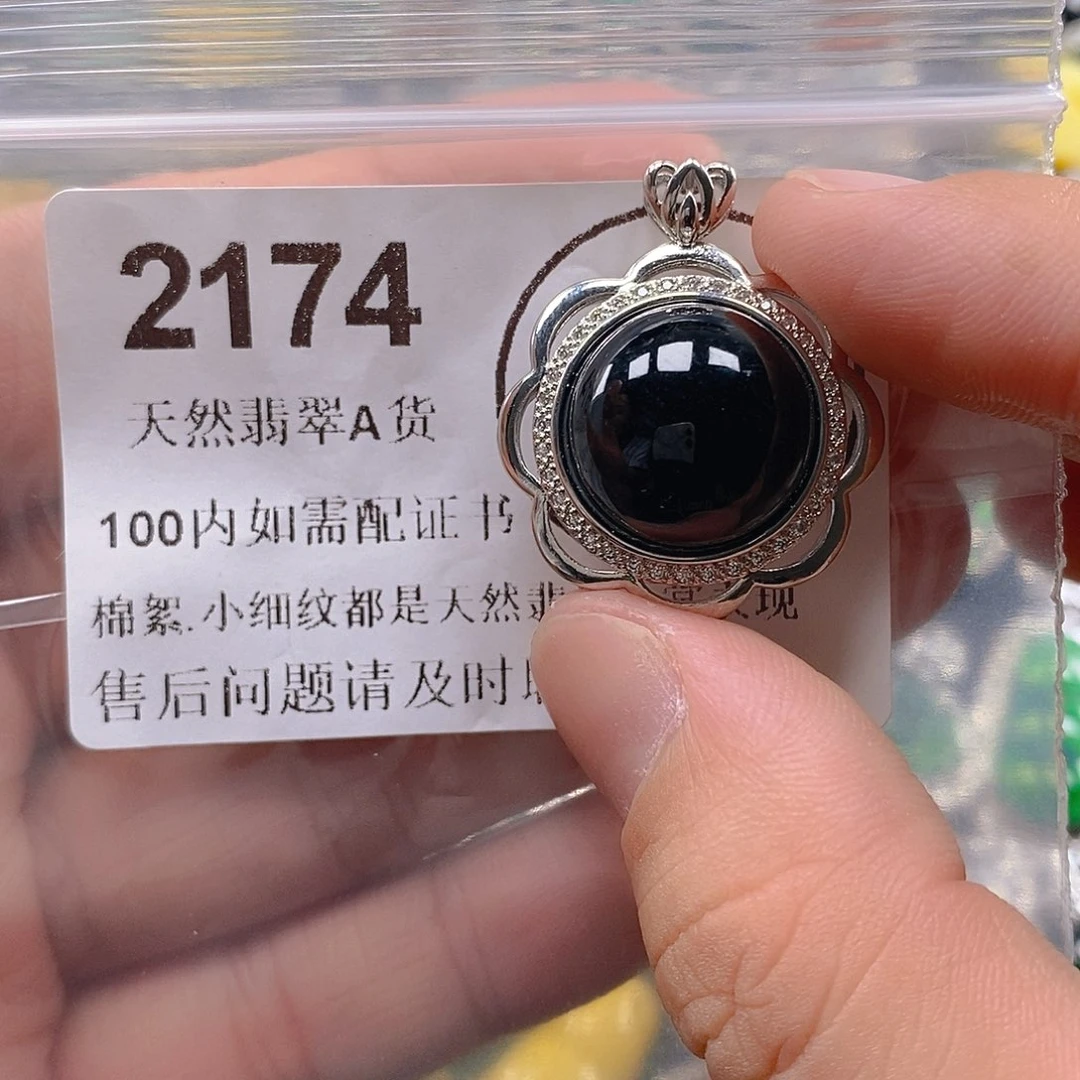 2174
天然翡翠A货
100内如需配证书
棉絮.小细纹都是天然翡 现
售后问题请及时